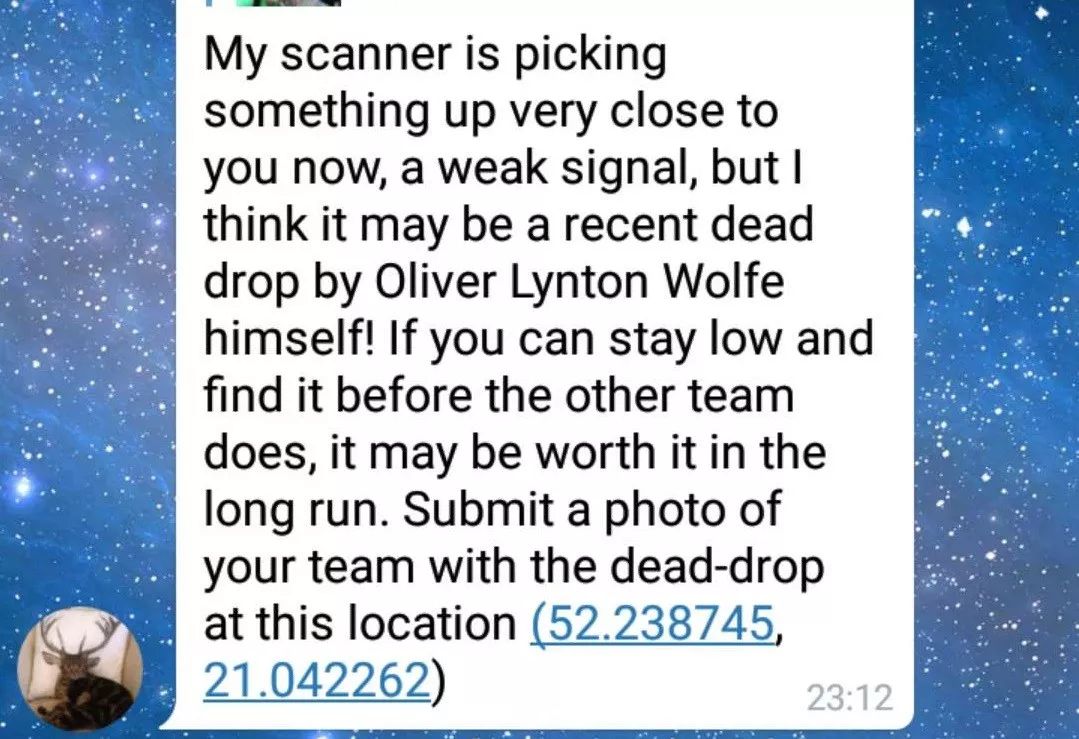 My scanner is picking
something up very close to
you now, a weak signal, but I
think it may be a recent dead
drop by Oliver Lynton Wolfe
himself! If you can stay low and
find it before the other team
does, it may be worth it in the
long run. Submit a photo of
your team with the dead-drop
at this location (52.238745,
21.042262)
23:12